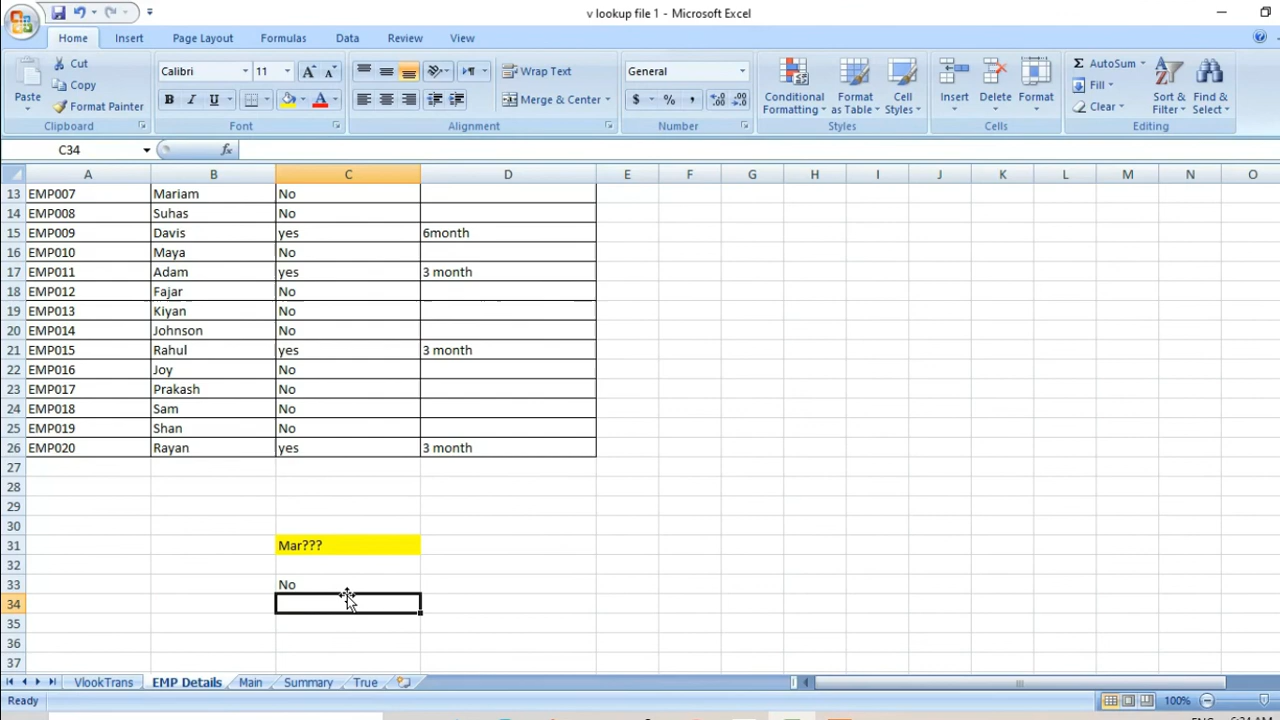 v lookup file 1 - Microsoft Excel
Home Insert Page Layout Formulas Data Review View
Paste
Cut
Copy
Format Painter
Clipboard
Calibri 11
B I U
Font
Wrap Text
Merge & Center
Alignment
General
$ % ,
Number
Conditional Formatting
Format as Table
Cell Styles
Styles
Insert Delete Format
Cells
AutoSum
Fill
Clear
Sort & Filter
Find & Select
Editing
C34 fx
A B C D E F G H I J K L M N O
13 EMP007 Mariam No
14 EMP008 Suhas No
15 EMP009 Davis yes 6month
16 EMP010 Maya No
17 EMP011 Adam yes 3 month
18 EMP012 Fajar No
19 EMP013 Kiyan No
20 EMP014 Johnson No
21 EMP015 Rahul yes 3 month
22 EMP016 Joy No
23 EMP017 Prakash No
24 EMP018 Sam No
25 EMP019 Shan No
26 EMP020 Rayan yes 3 month
27
28
29
30
31 Mar???
32
33 No
34
35
36
37
VlookTrans EMP Details Main Summary True
Ready 100%